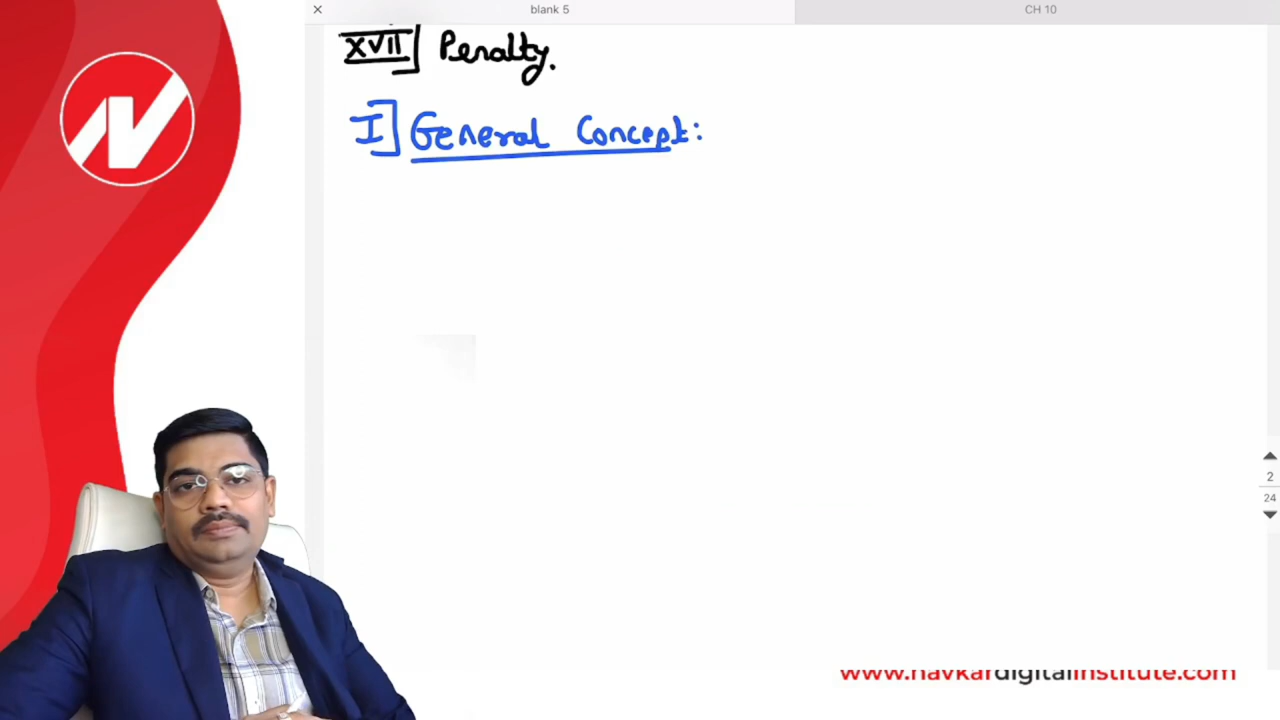 × blank 5 CH 10
XVII] Penalty.
I] General Concept:
2
24
www.navkardigitalinstitute.com